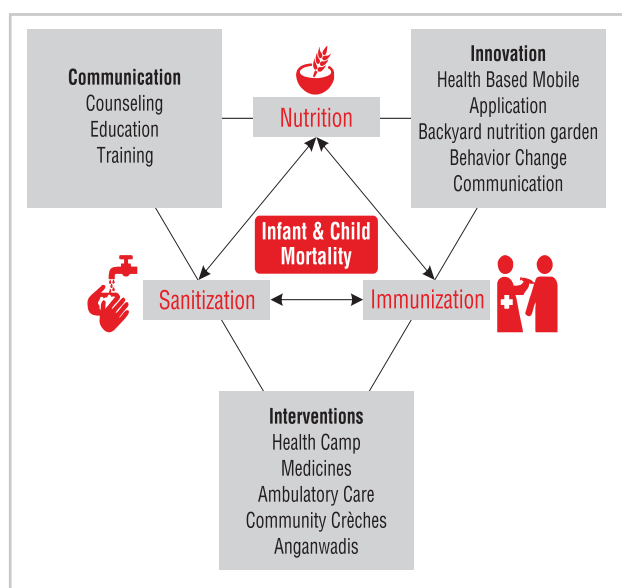 Communication
Counseling
Education
Training
Nutrition
Innovation
Health Based Mobile
Application
Backyard nutrition garden
Behavior Change
Communication
Infant & Child
Mortality
Sanitization
Immunization
Interventions
Health Camp
Medicines
Ambulatory Care
Community Crèches
Anganwadis